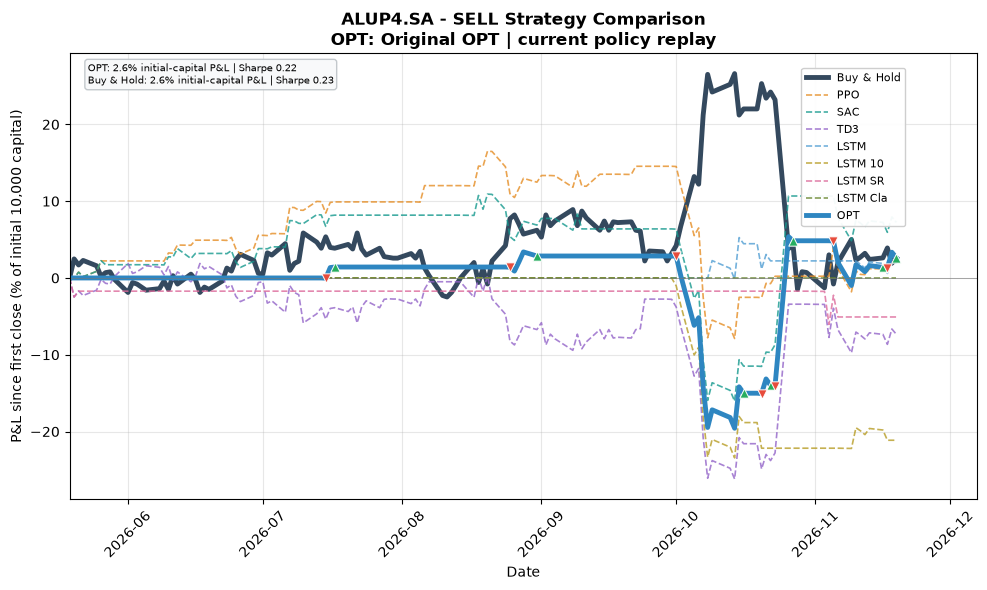 ALUP4.SA - SELL Strategy Comparison
OPT: Original OPT | current policy replay
OPT: 2.6% initial-capital P&L | Sharpe 0.22
Buy & Hold: 2.6% initial-capital P&L | Sharpe 0.23
Buy & Hold
PPO
SAC
TD3
LSTM
LSTM 10
LSTM SR
LSTM Cla
OPT
P&L since first close (% of initial 10,000 capital)
20
10
0
−10
−20
2026-06
2026-07
2026-08
2026-09
2026-10
2026-11
2026-12
Date